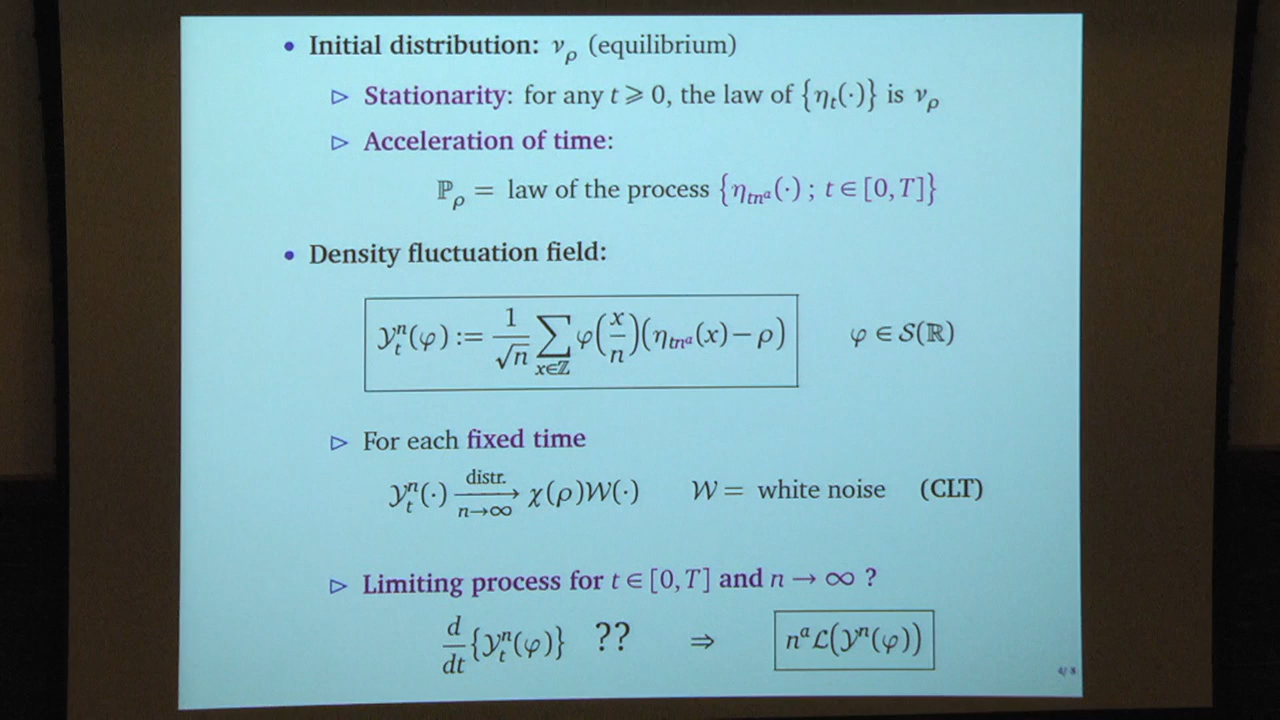 • Initial distribution: ν_ρ (equilibrium)
▷ Stationarity: for any t ⩾ 0, the law of {η_t(·)} is ν_ρ
▷ Acceleration of time:
ℙ_ρ = law of the process {η_{tn^a}(·) ; t ∈ [0, T]}
• Density fluctuation field:
𝒴_t^n(φ) := 1/√n ∑_{x∈ℤ} φ(x/n)(η_{tn^a}(x) − ρ)    φ ∈ 𝒮(ℝ)
▷ For each fixed time
𝒴_t^n(·) distr. ⟶ n→∞ χ(ρ)𝒲(·)    𝒲 = white noise (CLT)
▷ Limiting process for t ∈ [0, T] and n → ∞ ?
d/dt {𝒴_t^n(φ)} ?? ⇒ n^a ℒ(𝒴^n(φ))
4/8